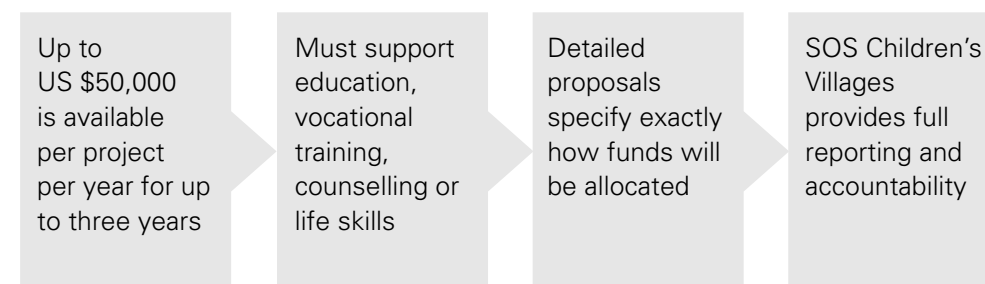 Up to
US $50,000
is available
per project
per year for up
to three years
Must support
education,
vocational
training,
counselling or
life skills
Detailed
proposals
specify exactly
how funds will
be allocated
SOS Children’s
Villages
provides full
reporting and
accountability